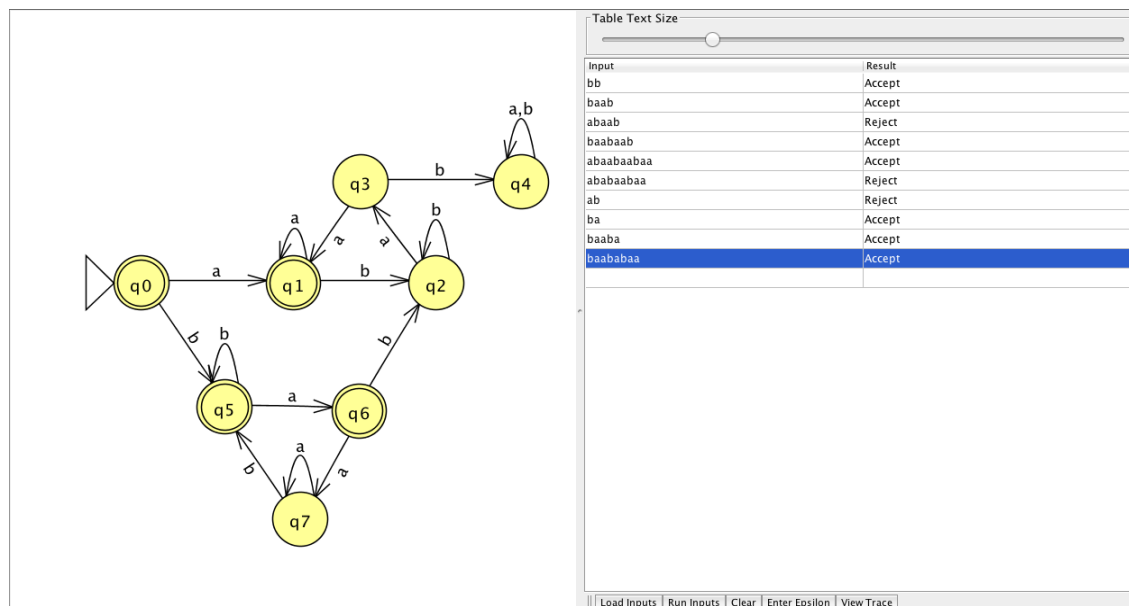 Table Text Size
Input Result
bb Accept
baab Accept
abaab Reject
baabaab Accept
abaabaabaa Accept
ababaabaa Reject
ab Reject
ba Accept
baaba Accept
baababaa Accept
Load Inputs Run Inputs Clear Enter Epsilon View Trace
a,b
q3 b q4
a a a b
q0 a q1 b q2
b b b
q5 a q6
b a a
q7